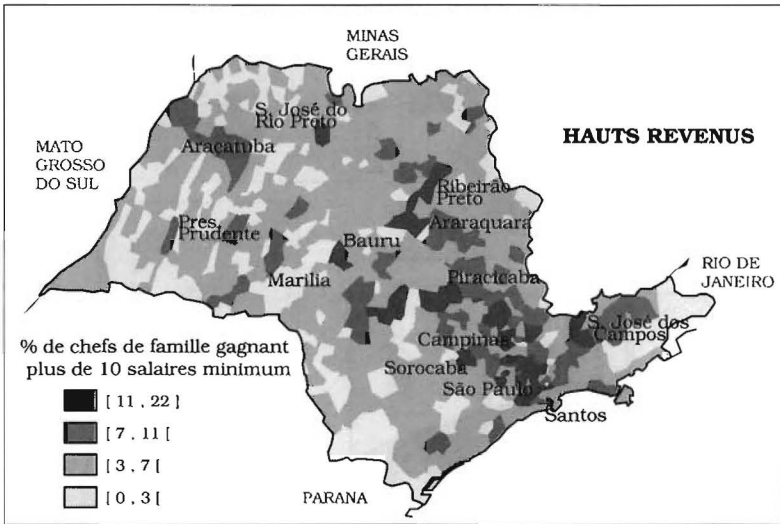 MINAS
GERAIS
HAUTS REVENUS
S. José do
Rio Preto
MATO
GROSSO
DO SUL
Araçatuba
Ribeirão
Preto
Pres.
Prudente
Araraquara
Bauru
Marilia
Piracicaba
RIO DE
JANEIRO
S. José dos
Campos
Campinas
Sorocaba
São Paulo
Santos
% de chefs de famille gagnant
plus de 10 salaires minimum
[ 11 , 22 ]
[ 7 , 11 [
[ 3 , 7 [
[ 0 , 3 [
PARANA